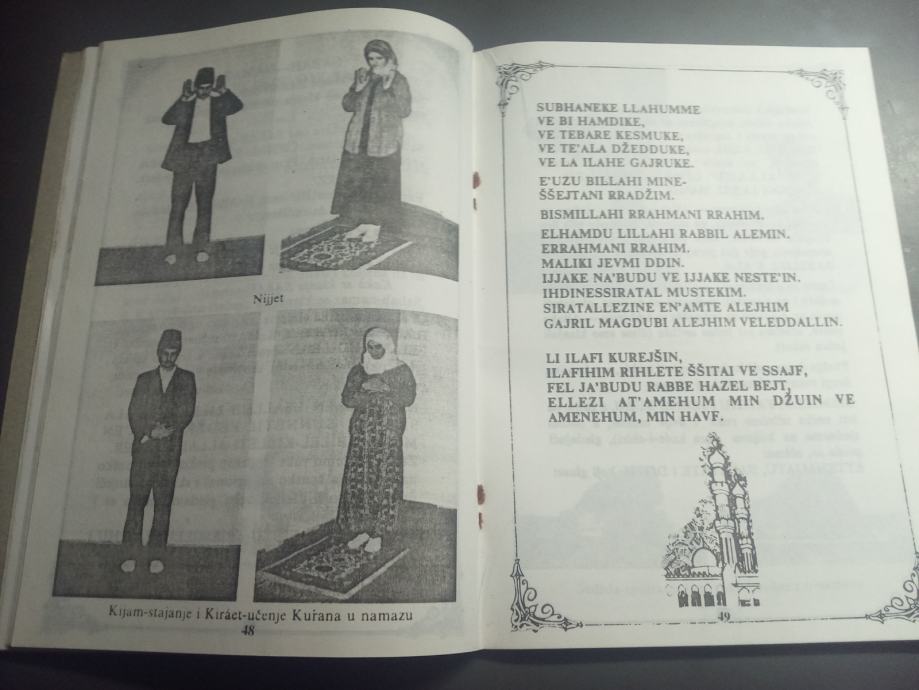 Nijjet
Kijam-stajanje i Kiráet-učenje Kuŕana u namazu
48
SUBHANEKE LLAHUMME
VE BI HAMDIKE,
VE TEBARE KESMUKE,
VE TE'ALA DŽEDDUKE,
VE LA ILAHE GAJRUKE.
E'UZU BILLAHI MINE-
ŠŠEJTANI RRADŽIM.
BISMILLAHI RRAHMANI RRAHIM.
ELHAMDU LILLAHI RABBIL ALEMIN.
ERRAHMANI RRAHIM.
MALIKI JEVMI DDIN.
IJJAKE NA'BUDU VE IJJAKE NESTE'IN.
IHDINESSIRATAL MUSTEKIM.
SIRATALLEZINE EN'AMTE ALEJHIM
GAJRIL MAGDUBI ALEJHIM VELEDDALLIN.
LI ILAFI KUREJŠIN,
ILAFIHIM RIHLETE ŠŠITAI VE SSAJF,
FEL JA'BUDU RABBE HAZEL BEJT,
ELLEZI AT'AMEHUM MIN DŽUIN VE
AMENEHUM, MIN HAVF.
49